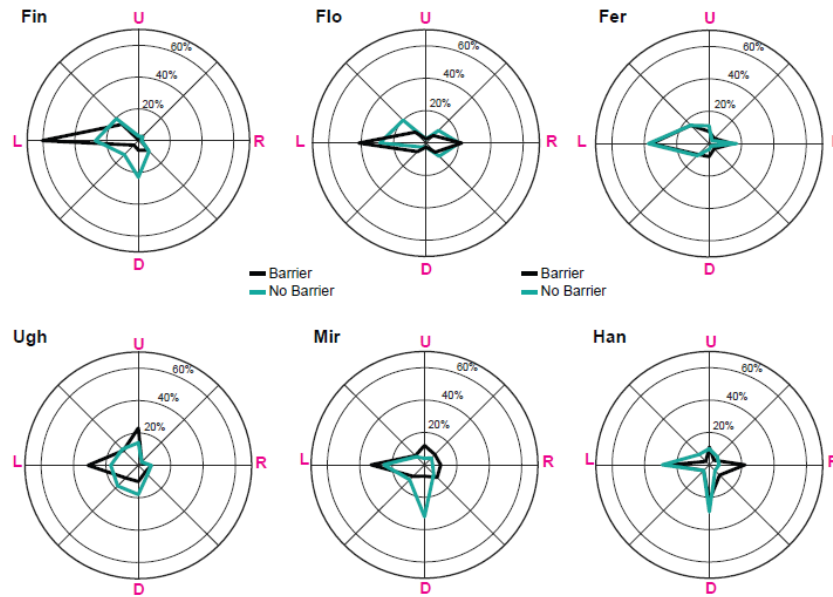 Fin
U
60%
40%
20%
L
R
D
Flo
U
60%
40%
20%
L
R
D
Fer
U
60%
40%
20%
L
D
Barrier
No Barrier
Barrier
No Barrier
Ugh
U
60%
40%
20%
L
R
D
Mir
U
60%
40%
20%
L
R
D
Han
U
60%
40%
20%
L
R
D